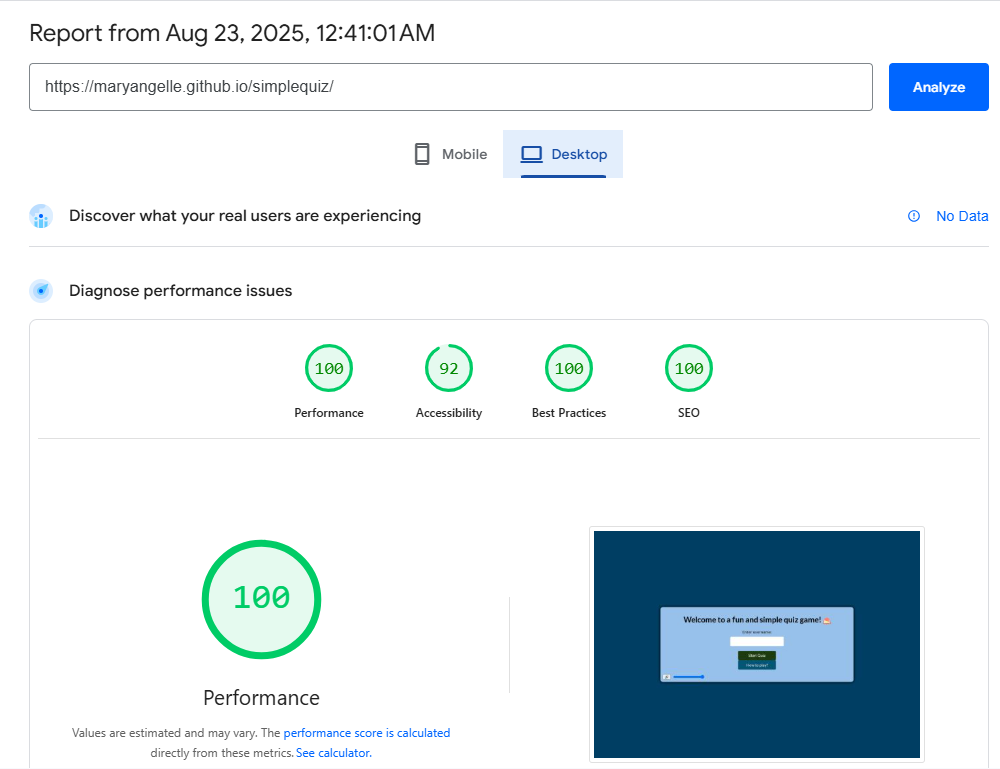 Report from Aug 23, 2025, 12:41:01 AM
https://maryangelle.github.io/simplequiz/
Analyze
Mobile
Desktop
Discover what your real users are experiencing
No Data
Diagnose performance issues
100
92
100
100
Performance
Accessibility
Best Practices
SEO
100
Performance
Values are estimated and may vary. The performance score is calculated
directly from these metrics. See calculator.
Welcome to a fun and simple quiz game!
Enter username:
Start Quiz
How to play?